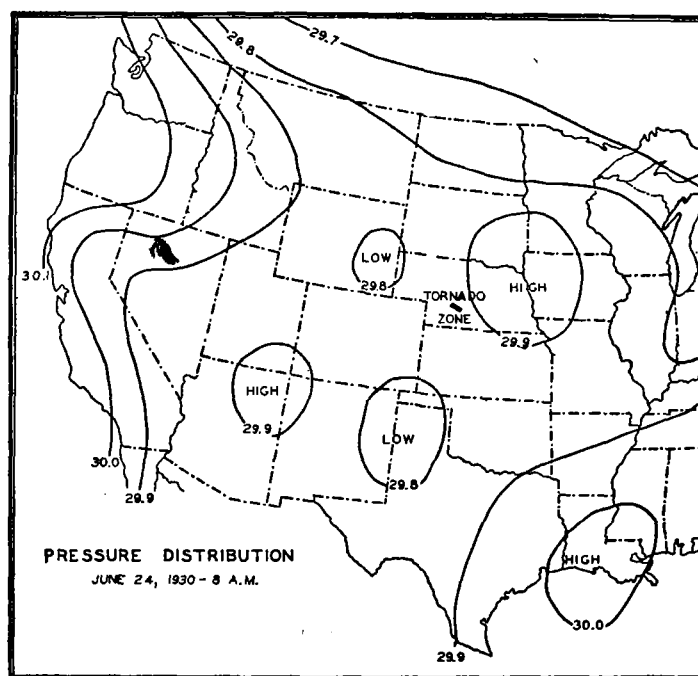 29.7
29.8
30.1
LOW
29.8
HIGH
TORNADO
ZONE
29.9
HIGH
29.9
LOW
29.8
30.0
29.9
PRESSURE DISTRIBUTION
JUNE 24, 1930 - 8 A.M.
HIGH
30.0
29.9